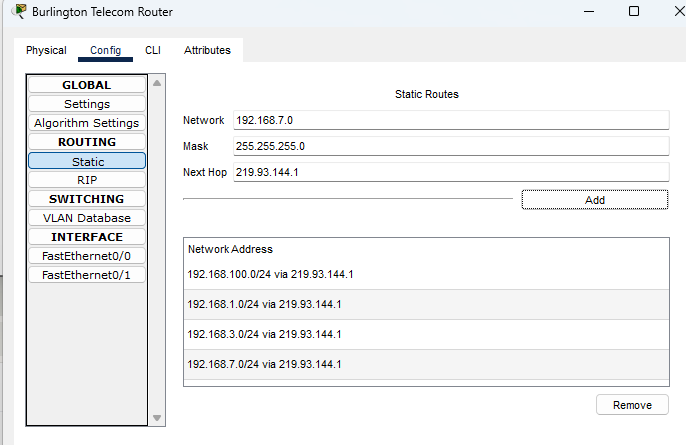 Burlington Telecom Router
Physical Config CLI Attributes
GLOBAL
Settings
Algorithm Settings
ROUTING
Static
RIP
SWITCHING
VLAN Database
INTERFACE
FastEthernet0/0
FastEthernet0/1
Static Routes
Network 192.168.7.0
Mask 255.255.255.0
Next Hop 219.93.144.1
Add
Network Address
192.168.100.0/24 via 219.93.144.1
192.168.1.0/24 via 219.93.144.1
192.168.3.0/24 via 219.93.144.1
192.168.7.0/24 via 219.93.144.1
Remove